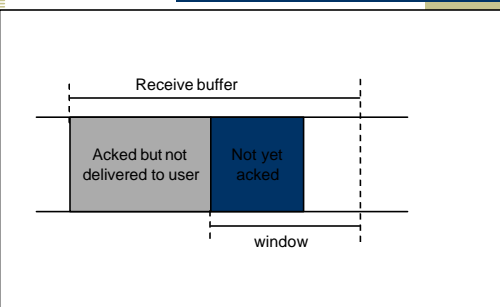 Receive buffer
Acked but not
delivered to user
Not yet
acked
window